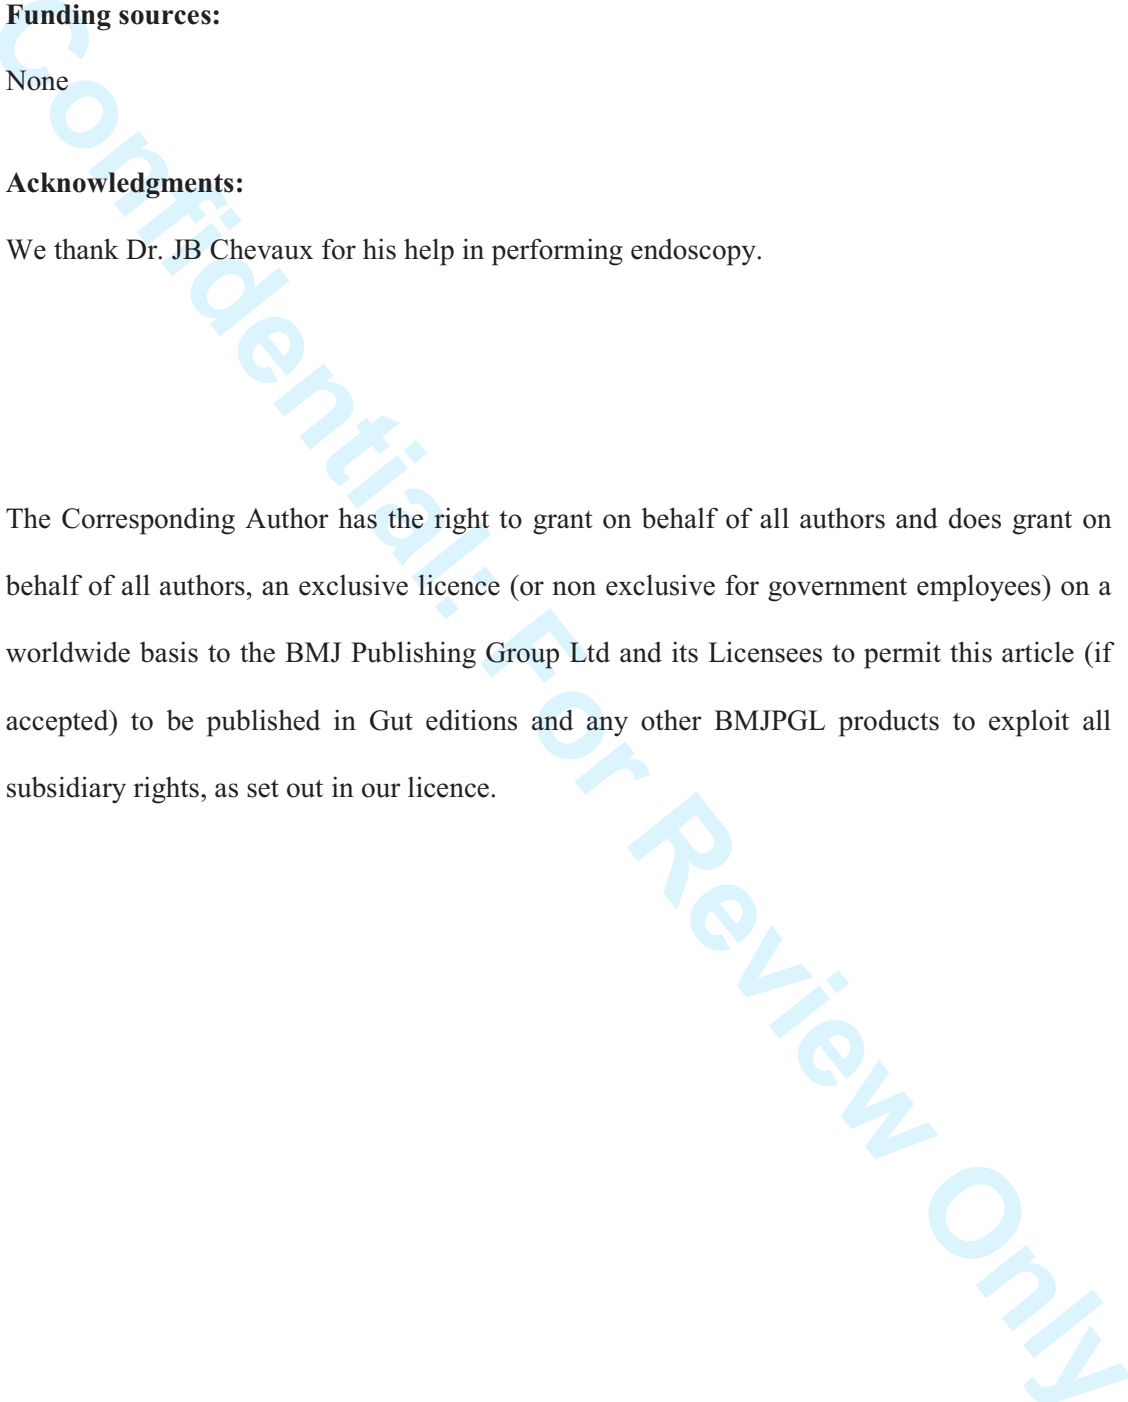 Funding sources:
None
Acknowledgments:
We thank Dr. JB Chevaux for his help in performing endoscopy.
The Corresponding Author has the right to grant on behalf of all authors and does grant on
behalf of all authors, an exclusive licence (or non exclusive for government employees) on a
worldwide basis to the BMJ Publishing Group Ltd and its Licensees to permit this article (if
accepted) to be published in Gut editions and any other BMJPGL products to exploit all
subsidiary rights, as set out in our licence.
Confidential: For Review Only